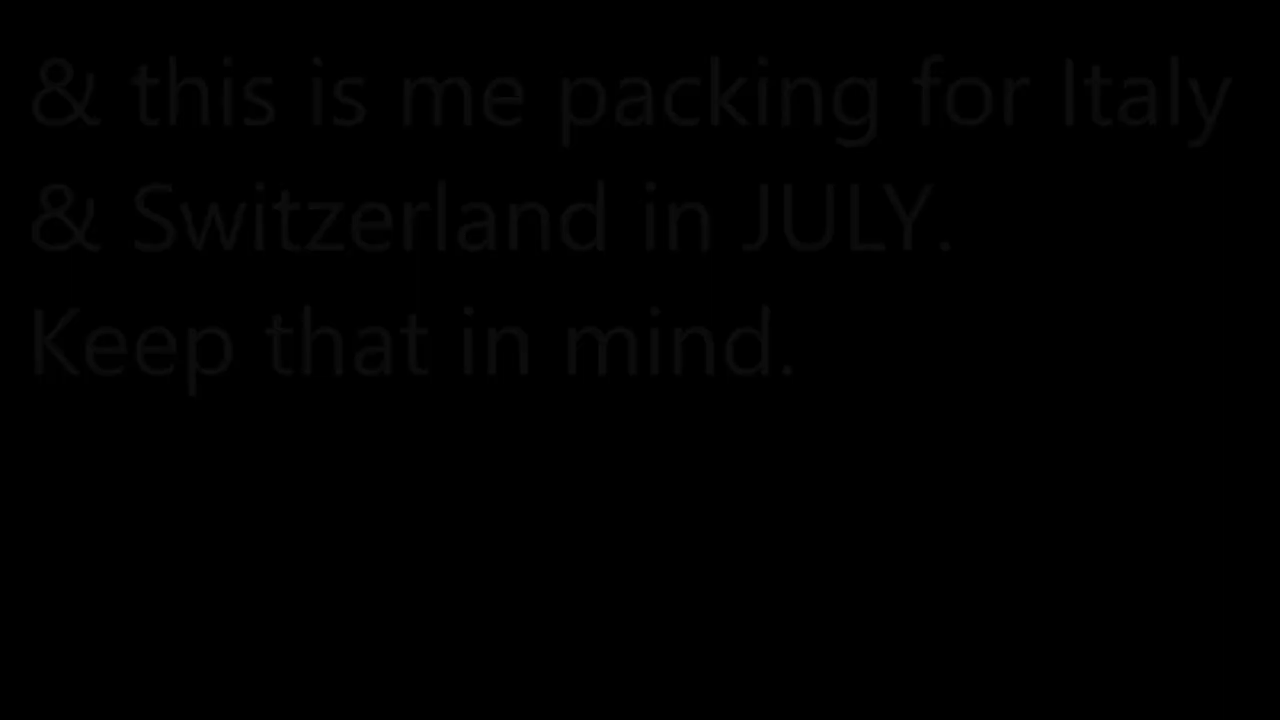 & this is me packing for Italy
& Switzerland in JULY.
Keep that in mind.